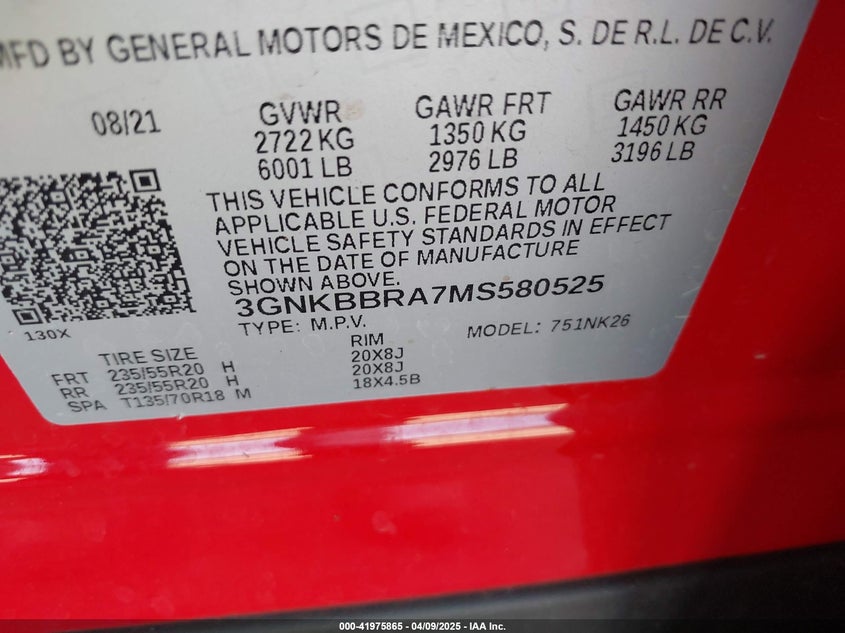 MFD BY GENERAL MOTORS DE MEXICO, S. DE R.L. DE C.V.
08/21 GVWR GAWR FRT GAWR RR
2722 KG 1350 KG 1450 KG
6001 LB 2976 LB 3196 LB
THIS VEHICLE CONFORMS TO ALL
APPLICABLE U.S. FEDERAL MOTOR
VEHICLE SAFETY STANDARDS IN EFFECT
ON THE DATE OF MANUFACTURE
SHOWN ABOVE.
3GNKBBRA7MS580525
130X TYPE: M.P.V. MODEL: 751NK26
TIRE SIZE RIM
FRT 235/55R20 H 20X8J
RR 235/55R20 H 20X8J
SPA T135/70R18 M 18X4.5B
000-41975865 - 04/09/2025 - IAA Inc.